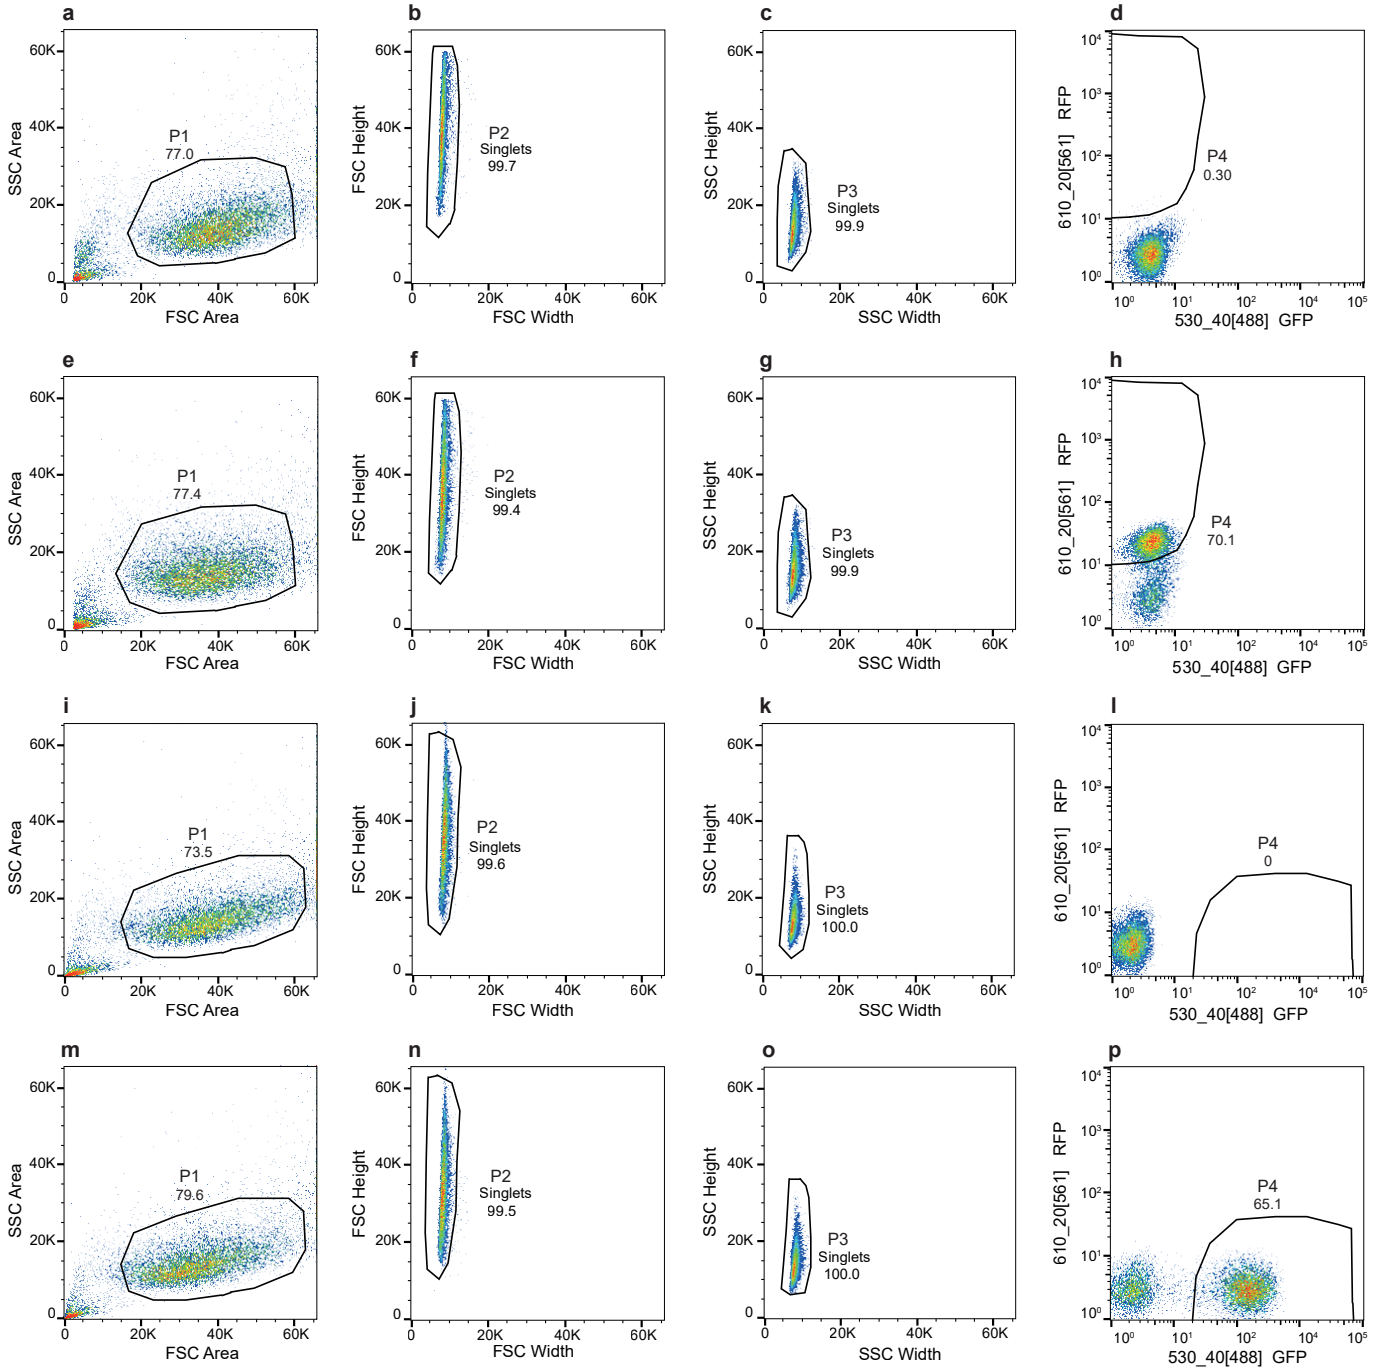 a
SSC Area
60K
40K
20K
0
P1
77.0
0
20K
40K
60K
FSC Area
b
FSC Height
60K
40K
20K
0
P2
Singlets
99.7
0
20K
40K
60K
FSC Width
c
SSC Height
60K
40K
20K
0
P3
Singlets
99.9
0
20K
40K
60K
SSC Width
d
610_20[561] RFP
10⁴
10³
10²
10¹
10⁰
P4
0.30
10⁰
10¹
10²
10⁴
10⁵
530_40[488] GFP
e
SSC Area
60K
40K
20K
0
P1
77.4
0
20K
40K
60K
FSC Area
f
FSC Height
60K
40K
20K
0
P2
Singlets
99.4
0
20K
40K
60K
FSC Width
g
SSC Height
60K
40K
20K
0
P3
Singlets
99.9
0
20K
40K
60K
SSC Width
h
610_20[561] RFP
10⁴
10³
10²
10¹
10⁰
P4
70.1
10⁰
10¹
10²
10⁴
10⁵
530_40[488] GFP
i
SSC Area
60K
40K
20K
0
P1
73.5
0
20K
40K
60K
FSC Area
j
FSC Height
60K
40K
20K
0
P2
Singlets
99.6
0
20K
40K
60K
FSC Width
k
SSC Height
60K
40K
20K
0
P3
Singlets
100.0
0
20K
40K
60K
SSC Width
l
610_20[561] RFP
10⁴
10³
10²
10¹
10⁰
P4
0
10⁰
10¹
10²
10⁴
10⁵
530_40[488] GFP
m
SSC Area
60K
40K
20K
0
P1
79.6
0
20K
40K
60K
FSC Area
n
FSC Height
60K
40K
20K
0
P2
Singlets
99.5
0
20K
40K
60K
FSC Width
o
SSC Height
60K
40K
20K
0
P3
Singlets
100.0
0
20K
40K
60K
SSC Width
p
610_20[561] RFP
10⁴
10³
10²
10¹
10⁰
P4
65.1
10⁰
10¹
10²
10⁴
10⁵
530_40[488] GFP